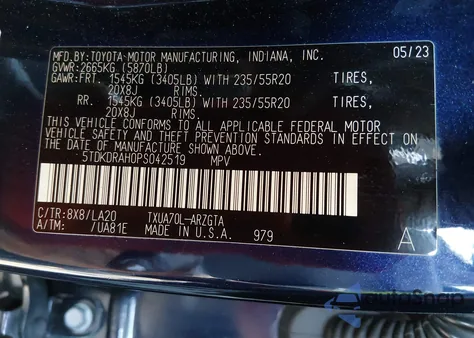 MFD.BY:TOYOTA MOTOR MANUFACTURING, INDIANA, INC. 05/23
GVWR:2665KG (5870LB)
GAWR:FRT. 1545KG (3405LB) WITH 235/55R20 TIRES,
20X8J RIMS.
RR. 1545KG (3405LB) WITH 235/55R20 TIRES,
20X8J RIMS.
THIS VEHICLE CONFORMS TO ALL APPLICABLE FEDERAL MOTOR
VEHICLE SAFETY AND THEFT PREVENTION STANDARDS IN EFFECT ON
THE DATE OF MANUFACTURE SHOWN ABOVE.
5TDKDRAH0PS042519 MPV
C/TR:8X8/LA20 TXUA70L-ARZGTA
A/TM: /UA81E MADE IN U.S.A. 979 A
AutoSnap